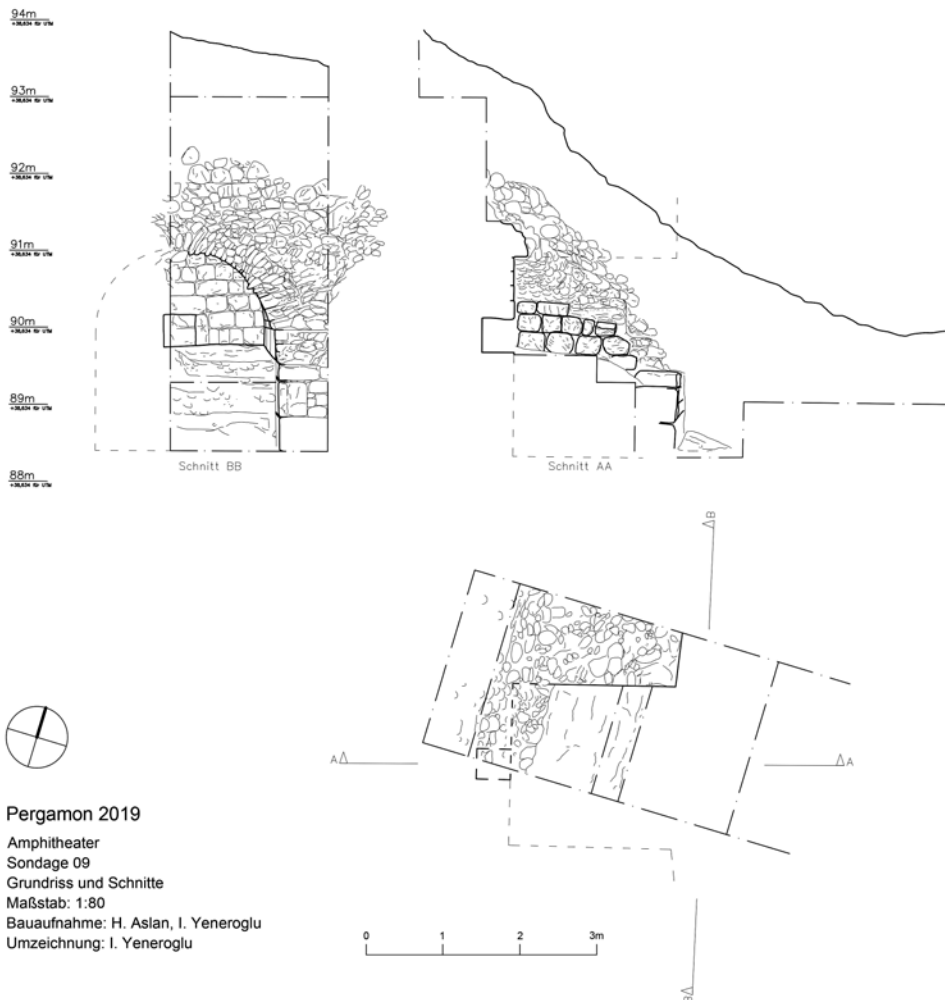 94m
93m
92m
91m
90m
89m
88m
Schnitt BB
Schnitt AA
B
A
A
B
Pergamon 2019
Amphitheater
Sondage 09
Grundriss und Schnitte
Maßstab: 1:80
Bauaufnahme: H. Aslan, I. Yeneroglu
Umzeichnung: I. Yeneroglu
0 1 2 3m